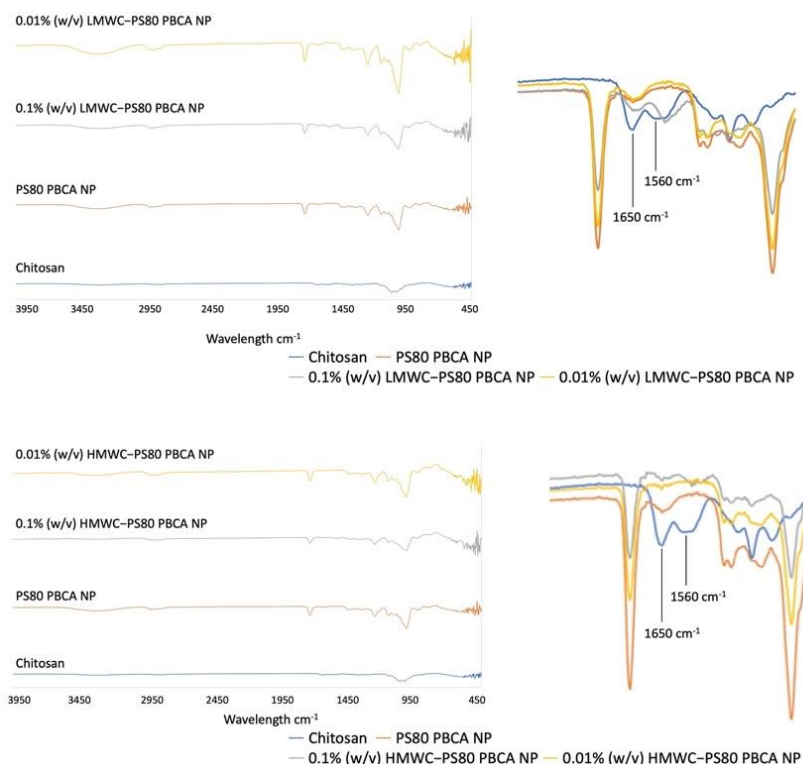 0.01% (w/v) LMWC–PS80 PBCA NP
0.1% (w/v) LMWC–PS80 PBCA NP
PS80 PBCA NP
Chitosan
3950 3450 2950 2450 1950 1450 950 450
Wavelength cm-1
1560 cm-1
1650 cm-1
Chitosan PS80 PBCA NP
0.1% (w/v) LMWC–PS80 PBCA NP 0.01% (w/v) LMWC–PS80 PBCA NP
0.01% (w/v) HMWC–PS80 PBCA NP
0.1% (w/v) HMWC–PS80 PBCA NP
PS80 PBCA NP
Chitosan
3950 3450 2950 2450 1950 1450 950 450
Wavelength cm-1
1560 cm-1
1650 cm-1
Chitosan PS80 PBCA NP
0.1% (w/v) HMWC–PS80 PBCA NP 0.01% (w/v) HMWC–PS80 PBCA NP